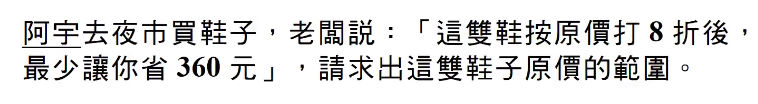 阿宇去夜市買鞋子，老闆説：「這雙鞋按原價打 8 折後，
最少讓你省 360 元」，請求出這雙鞋子原價的範圍。